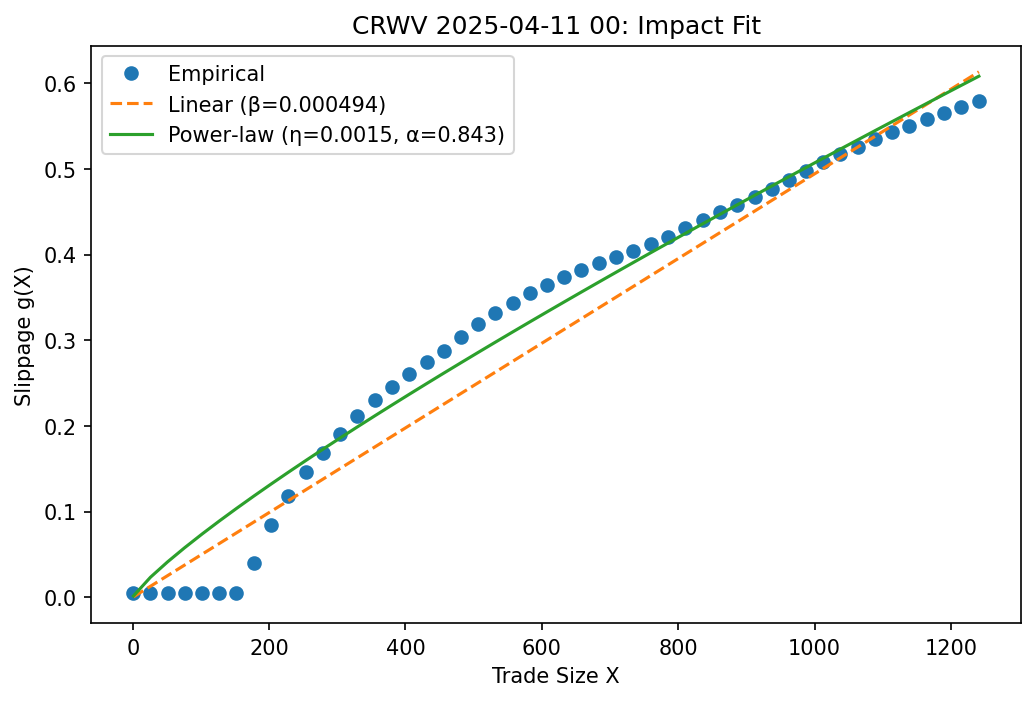 CRWV 2025-04-11 00: Impact Fit
Empirical
Linear (β=0.000494)
Power-law (η=0.0015, α=0.843)
Slippage g(X)
0.6
0.5
0.4
0.3
0.2
0.1
0.0
0 200 400 600 800 1000 1200
Trade Size X